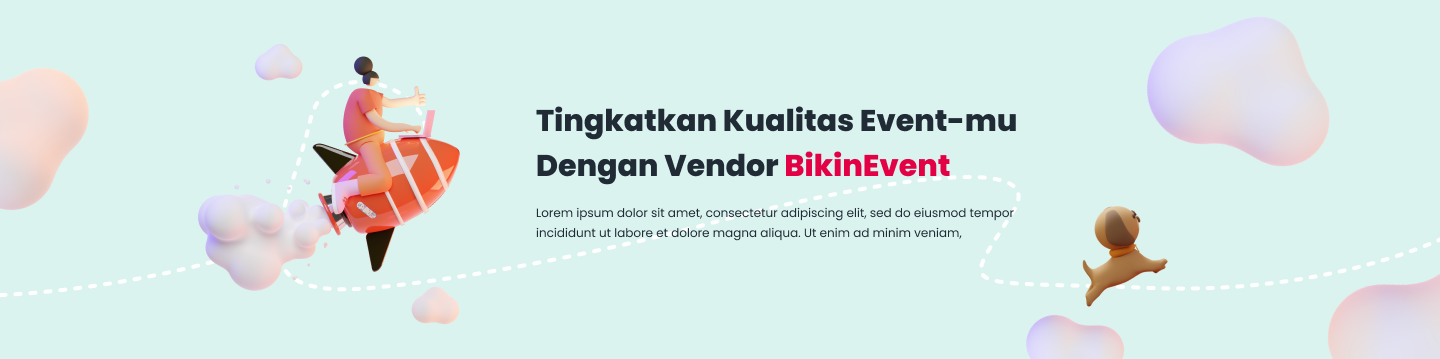 Tingkatkan Kualitas Event-mu
Dengan Vendor BikinEvent
Lorem ipsum dolor sit amet, consectetur adipiscing elit, sed do eiusmod tempor
incididunt ut labore et dolore magna aliqua. Ut enim ad minim veniam,